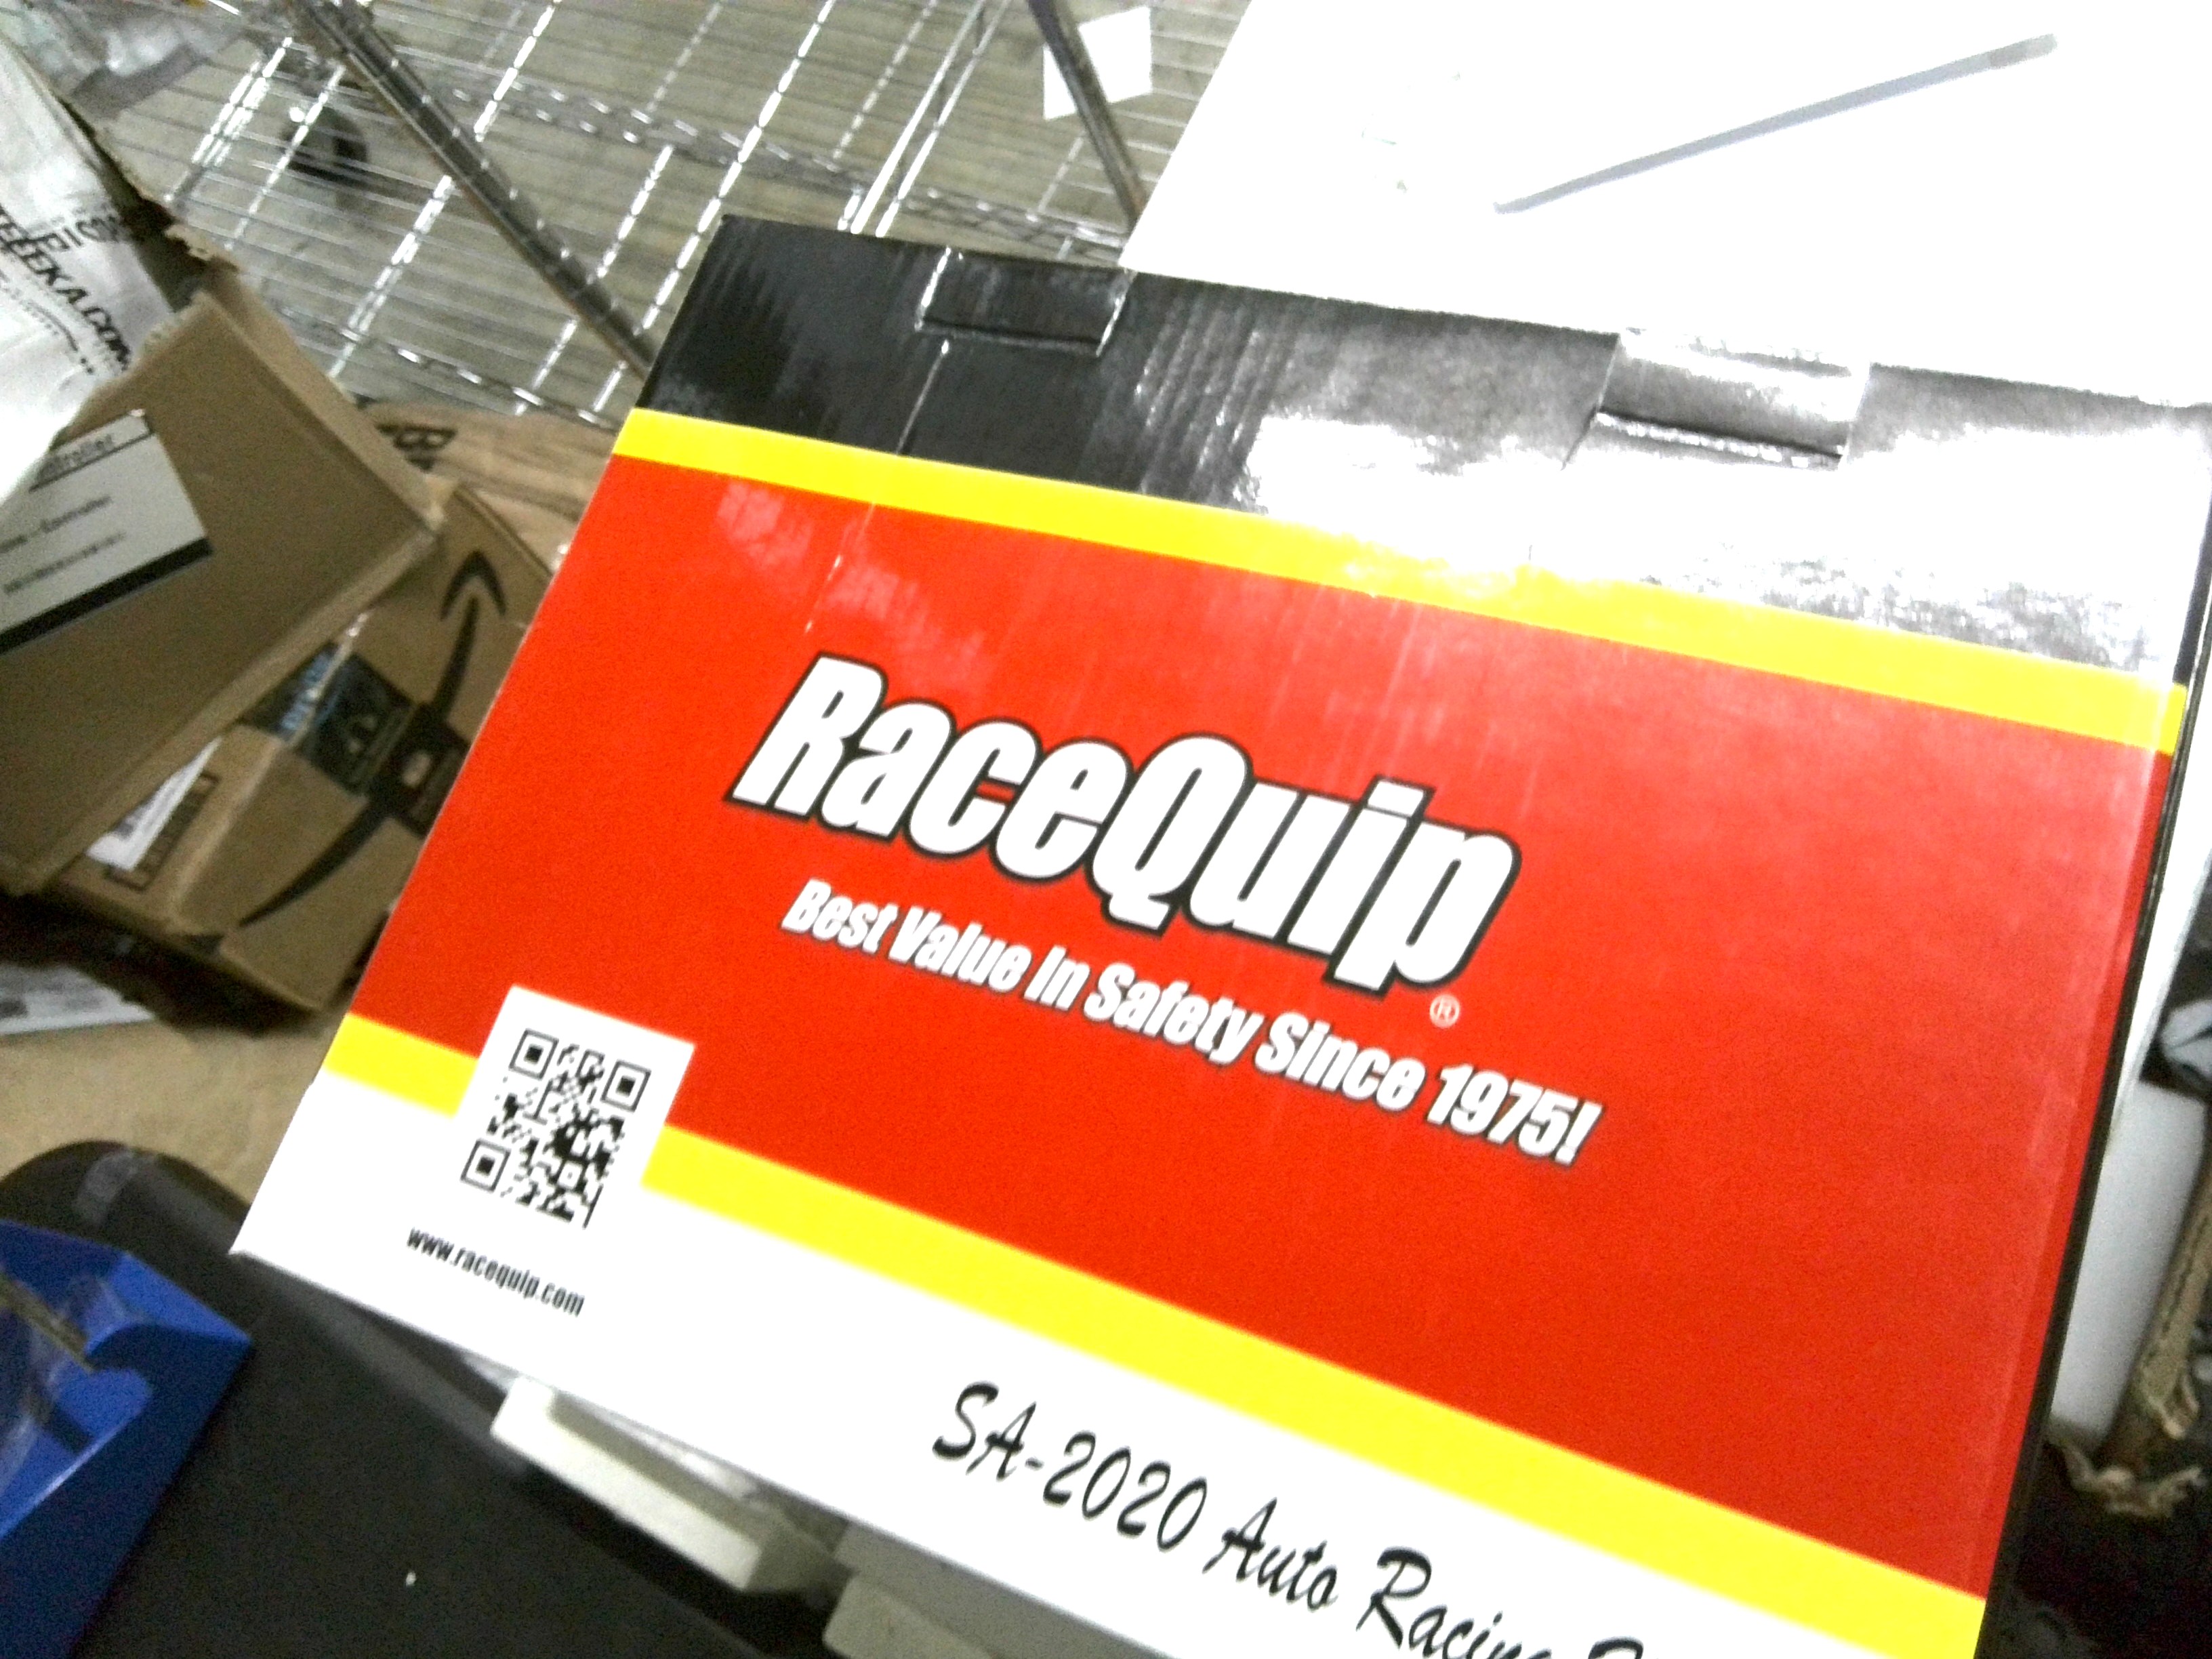 RaceQuip®
Best Value In Safety Since 1975!
www.racequip.com
SA-2020 Auto Racing